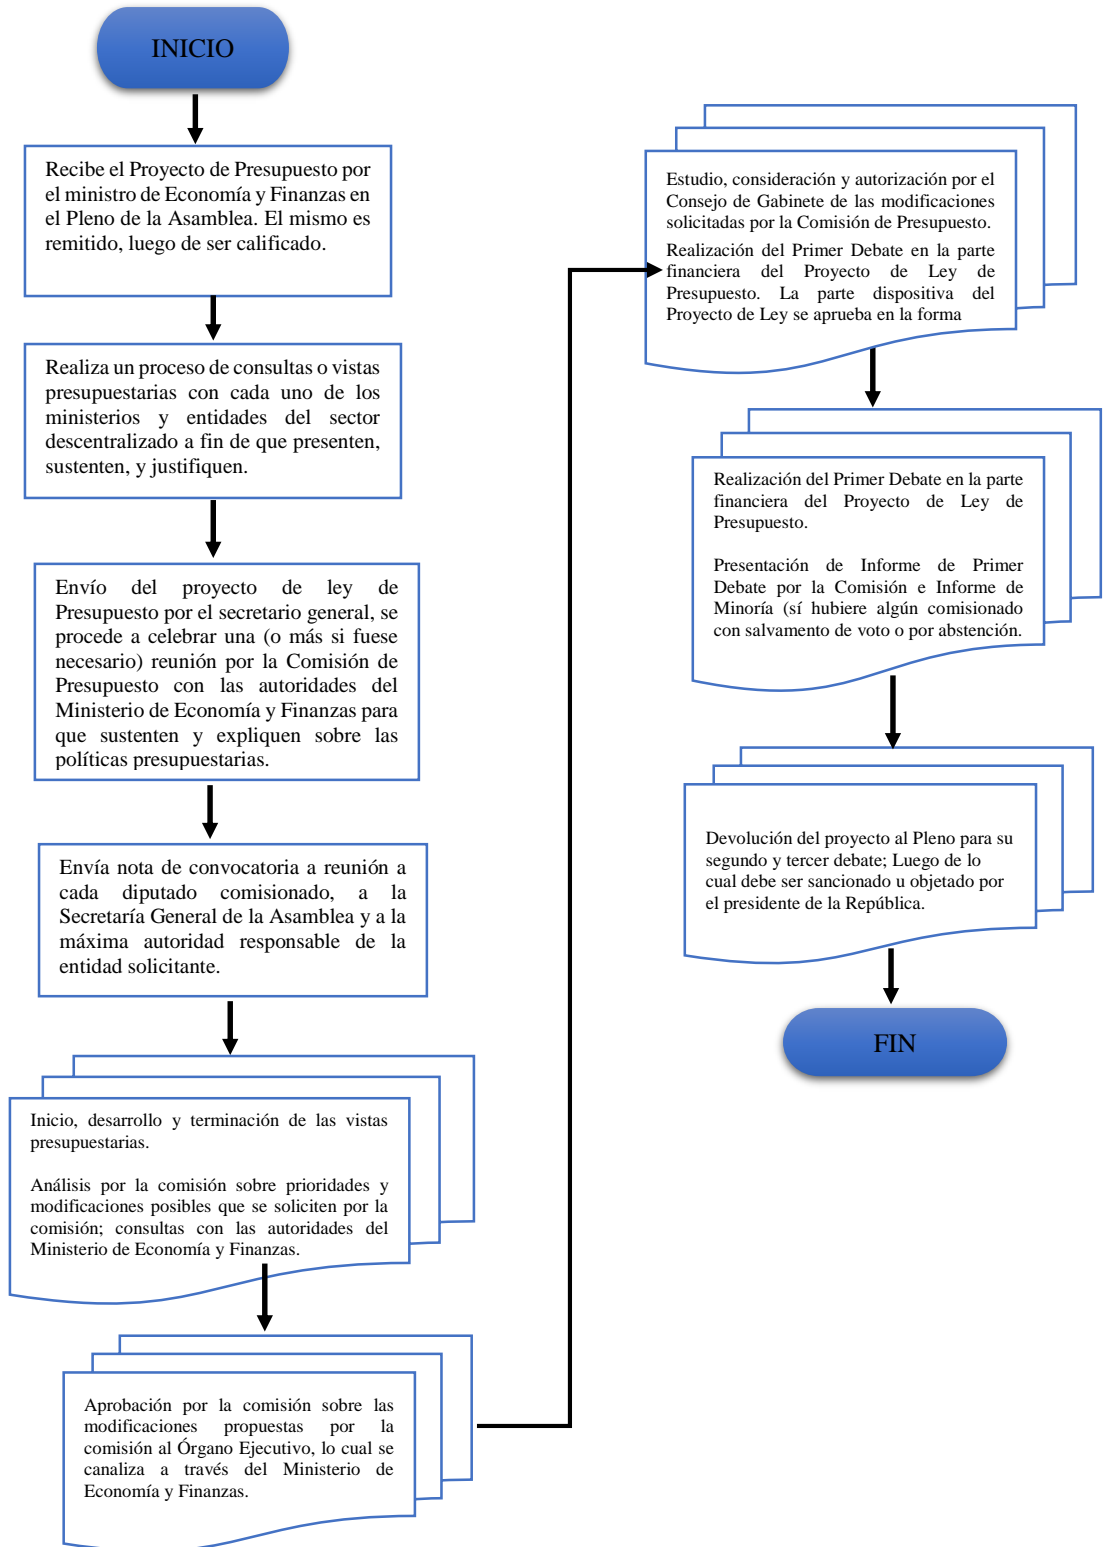 INICIO
Recibe el Proyecto de Presupuesto por
el ministro de Economía y Finanzas en
el Pleno de la Asamblea. El mismo es
remitido, luego de ser calificado.
Realiza un proceso de consultas o vistas
presupuestarias con cada uno de los
ministerios y entidades del sector
descentralizado a fin de que presenten,
sustenten, y justifiquen.
Envío del proyecto de ley de
Presupuesto por el secretario general, se
procede a celebrar una (o más si fuese
necesario) reunión por la Comisión de
Presupuesto con las autoridades del
Ministerio de Economía y Finanzas para
que sustenten y expliquen sobre las
políticas presupuestarias.
Envía nota de convocatoria a reunión a
cada diputado comisionado, a la
Secretaría General de la Asamblea y a la
máxima autoridad responsable de la
entidad solicitante.
Inicio, desarrollo y terminación de las vistas
presupuestarias.
Análisis por la comisión sobre prioridades y
modificaciones posibles que se soliciten por la
comisión; consultas con las autoridades del
Ministerio de Economía y Finanzas.
Aprobación por la comisión sobre las
modificaciones propuestas por la
comisión al Órgano Ejecutivo, lo cual se
canaliza a través del Ministerio de
Economía y Finanzas.
Estudio, consideración y autorización por el
Consejo de Gabinete de las modificaciones
solicitadas por la Comisión de Presupuesto.
Realización del Primer Debate en la parte
financiera del Proyecto de Ley de
Presupuesto. La parte dispositiva del
Proyecto de Ley se aprueba en la forma
Realización del Primer Debate en la parte
financiera del Proyecto de Ley de
Presupuesto.
Presentación de Informe de Primer
Debate por la Comisión e Informe de
Minoría (sí hubiere algún comisionado
con salvamento de voto o por abstención.
Devolución del proyecto al Pleno para su
segundo y tercer debate; Luego de lo
cual debe ser sancionado u objetado por
el presidente de la República.
FIN